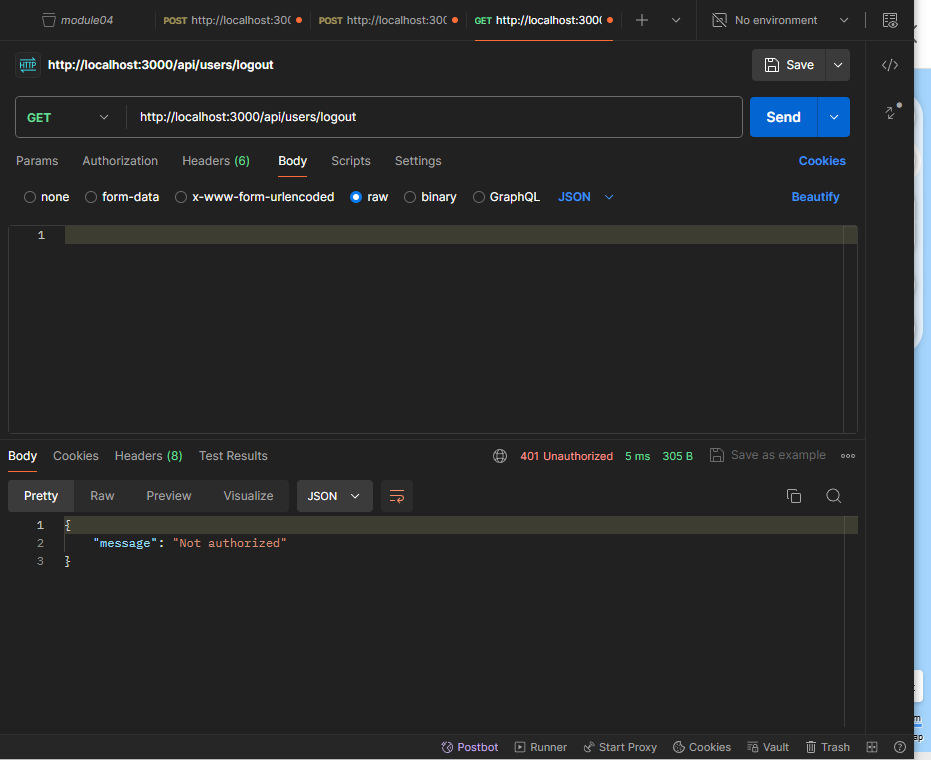 module04 POST http://localhost:300 POST http://localhost:300 GET http://localhost:300 No environment
HTTP http://localhost:3000/api/users/logout Save </>
GET http://localhost:3000/api/users/logout Send
Params Authorization Headers (6) Body Scripts Settings Cookies
none form-data x-www-form-urlencoded raw binary GraphQL JSON Beautify
1
Body Cookies Headers (8) Test Results 401 Unauthorized 5 ms 305 B Save as example
Pretty Raw Preview Visualize JSON
1 {
2 "message": "Not authorized"
3 }
Postbot Runner Start Proxy Cookies Vault Trash